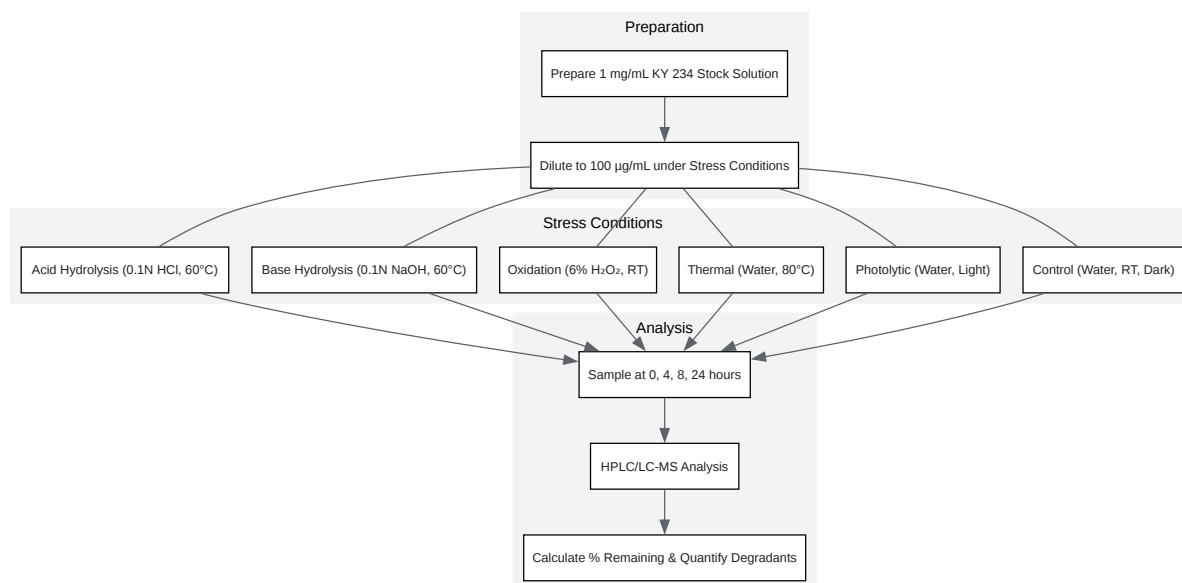 Preparation
Prepare 1 mg/mL KY 234 Stock Solution
Dilute to 100 µg/mL under Stress Conditions
Stress Conditions
Acid Hydrolysis (0.1N HCl, 60°C)
Base Hydrolysis (0.1N NaOH, 60°C)
Oxidation (6% H₂O₂, RT)
Thermal (Water, 80°C)
Photolytic (Water, Light)
Control (Water, RT, Dark)
Analysis
Sample at 0, 4, 8, 24 hours
HPLC/LC-MS Analysis
Calculate % Remaining & Quantify Degradants